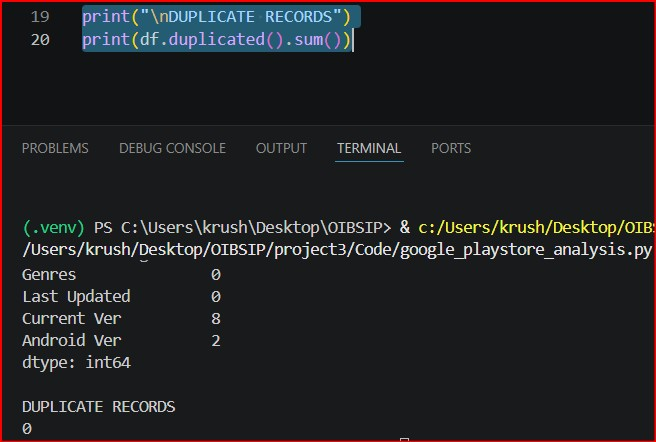 19 print("\nDUPLICATE RECORDS")
20 print(df.duplicated().sum())
PROBLEMS DEBUG CONSOLE OUTPUT TERMINAL PORTS
(.venv) PS C:\Users\krush\Desktop\OIBSIP> & c:/Users/krush/Desktop/OIBS
/Users/krush/Desktop/OIBSIP/project3/Code/google_playstore_analysis.py
Genres 0
Last Updated 0
Current Ver 8
Android Ver 2
dtype: int64
DUPLICATE RECORDS
0